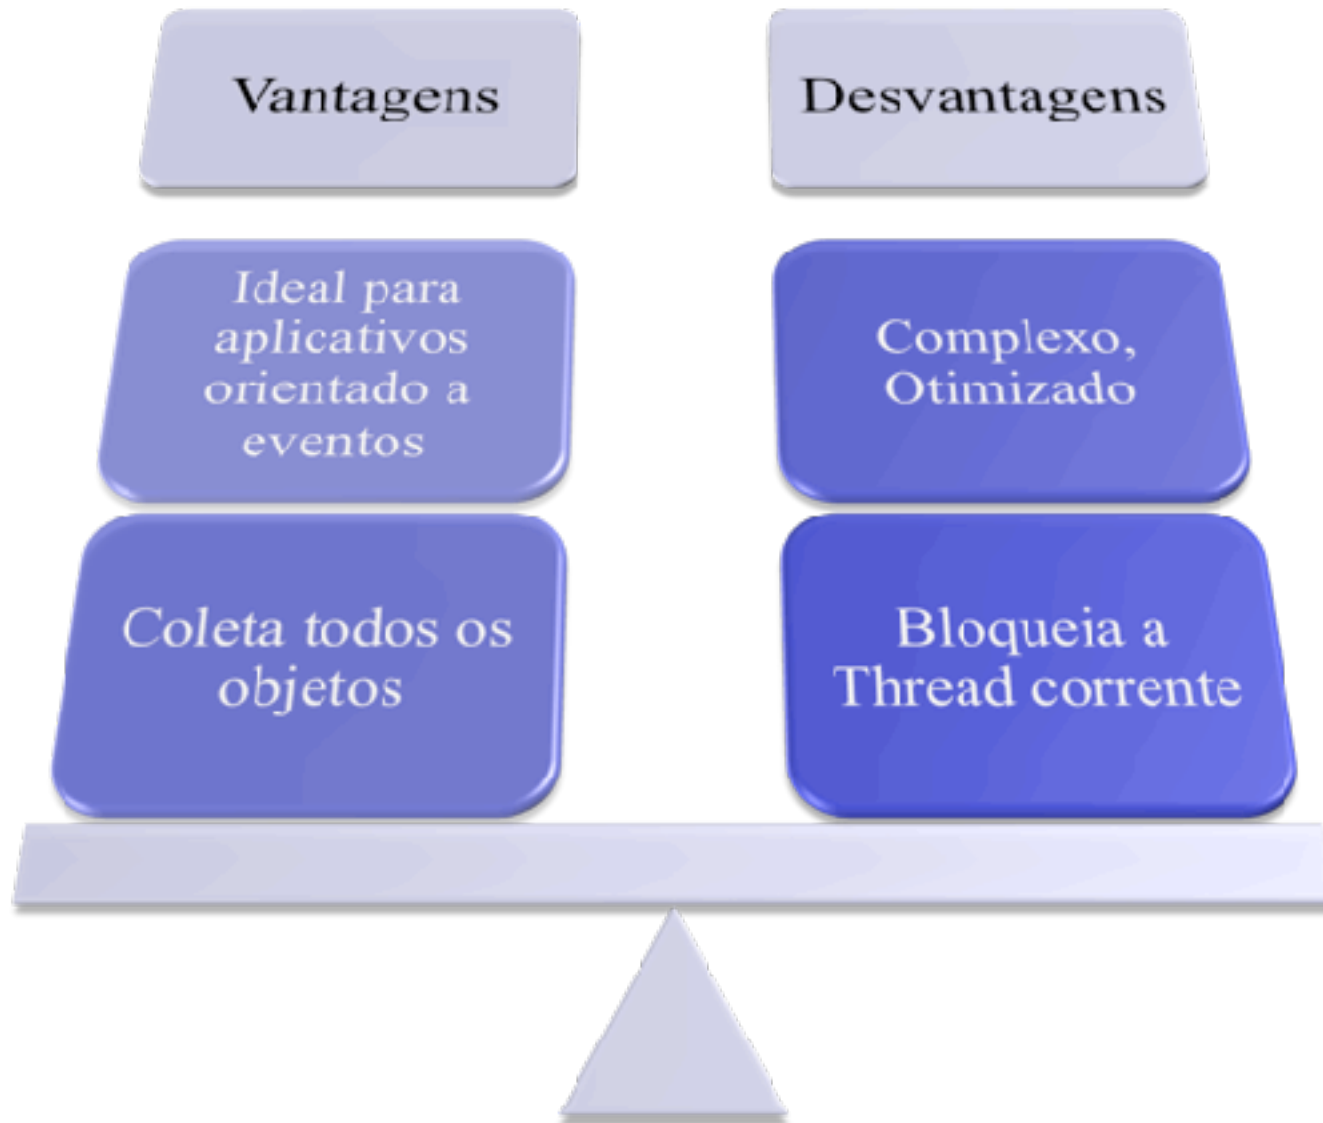 Vantagens
Desvantagens
Ideal para
aplicativos
orientado a
eventos
Complexo,
Otimizado
Coleta todos os
objetos
Bloqueia a
Thread corrente